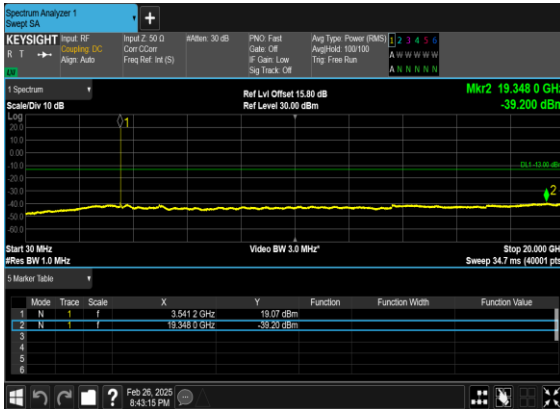 Spectrum Analyzer 1
Swept SA
+
KEYSIGHT Input: RF Input Z: 50 Ω #Atten: 30 dB PNO: Fast Avg Type: Power (RMS) 1 2 3 4 5 6
R T Coupling: DC Corr CCorr Gate: Off Avg|Hold: 100/100 A W W W W W
Align: Auto Freq Ref: Int (S) IF Gain: Low Trig: Free Run
Sig Track: Off A N N N N N
1 Spectrum Ref Lvl Offset 15.80 dB Mkr2 19.348 0 GHz
Scale/Div 10 dB Ref Level 30.00 dBm -39.200 dBm
Log
20.0
10.0
0.00
-10.0
-20.0
-30.0
-40.0
-50.0
-60.0
1
DL1 -13.00 dBm
2
Start 30 MHz Video BW 3.0 MHz* Stop 20.000 GHz
#Res BW 1.0 MHz Sweep 34.7 ms (40001 pts)
5 Marker Table
Mode Trace Scale X Y Function Function Width Function Value
1 N 1 f 3.541 2 GHz 19.07 dBm
2 N 1 f 19.348 0 GHz -39.20 dBm
3
4
5
6
? Feb 26, 2025
8:43:15 PM